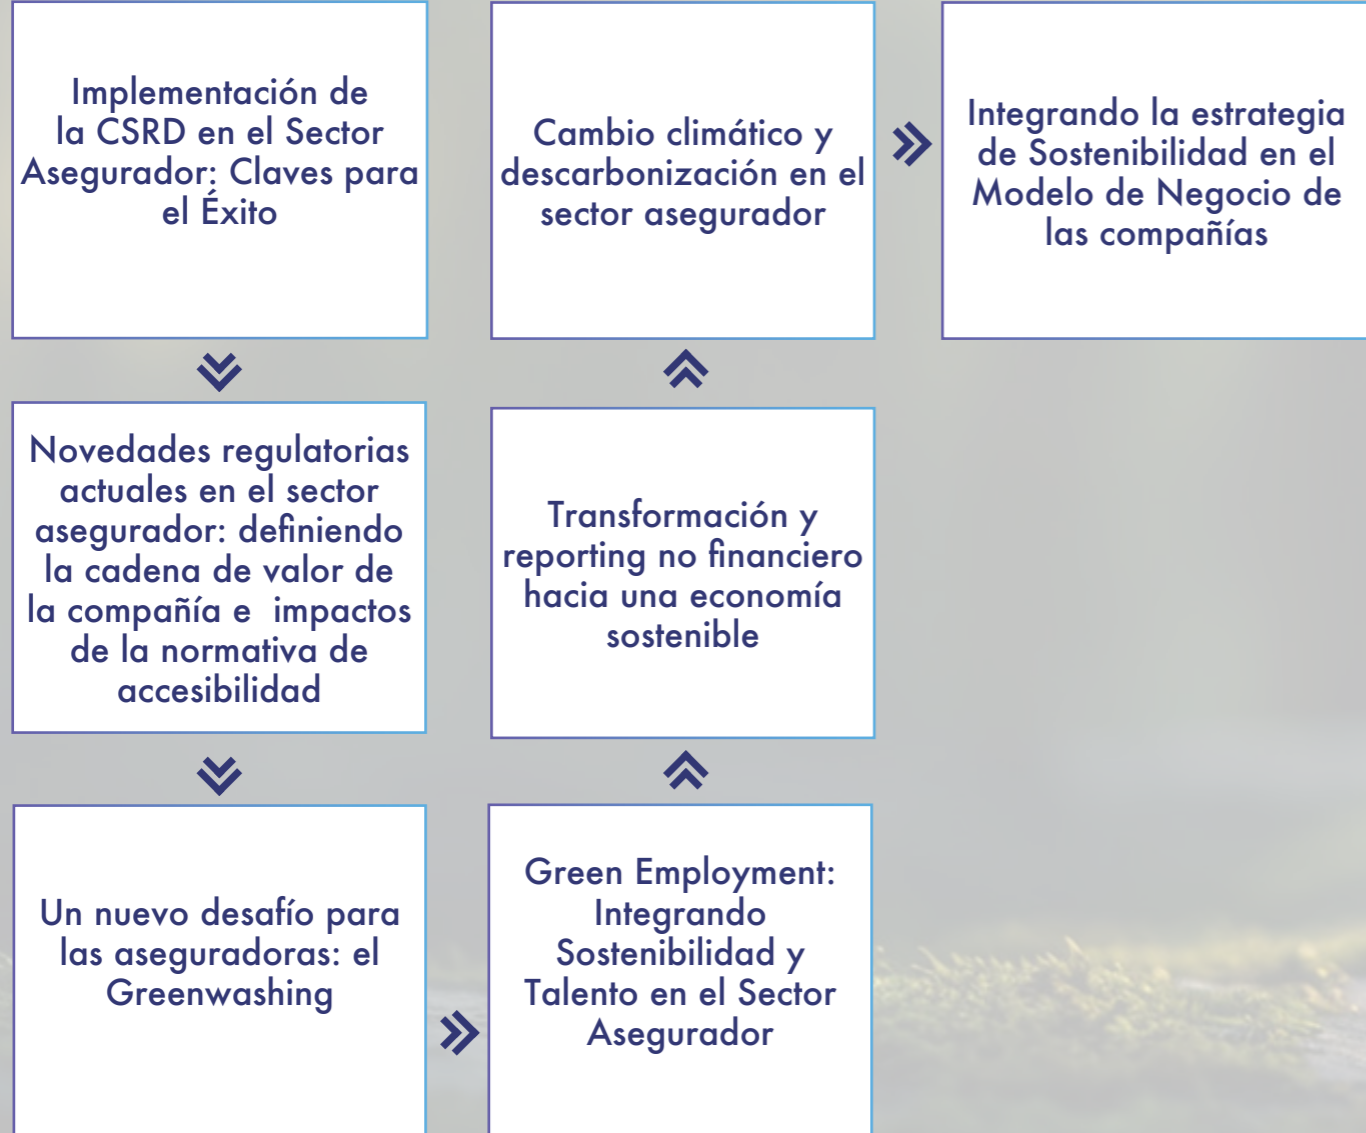 Implementación de
la CSRD en el Sector
Asegurador: Claves para
el Éxito
Novedades regulatorias
actuales en el sector
asegurador: definiendo
la cadena de valor de
la compañía e  impactos
de la normativa de
accesibilidad
Un nuevo desafío para
las aseguradoras: el
Greenwashing
Green Employment:
Integrando
Sostenibilidad y
Talento en el Sector
Asegurador
Transformación y
reporting no financiero
hacia una economía
sostenible
Cambio climático y
descarbonización en el
sector asegurador
Integrando la estrategia
de Sostenibilidad en el
Modelo de Negocio de
las compañías